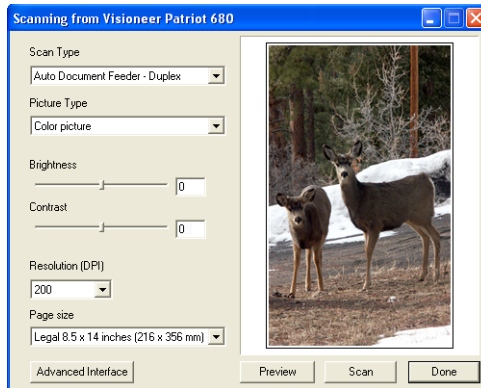 Scanning from Visioneer Patriot 680
Scan Type
Auto Document Feeder - Duplex
Picture Type
Color picture
Brightness
0
Contrast
0
Resolution (DPI)
200
Page size
Legal 8.5 x 14 inches (216 x 356 mm)
Advanced Interface
Preview
Scan
Done